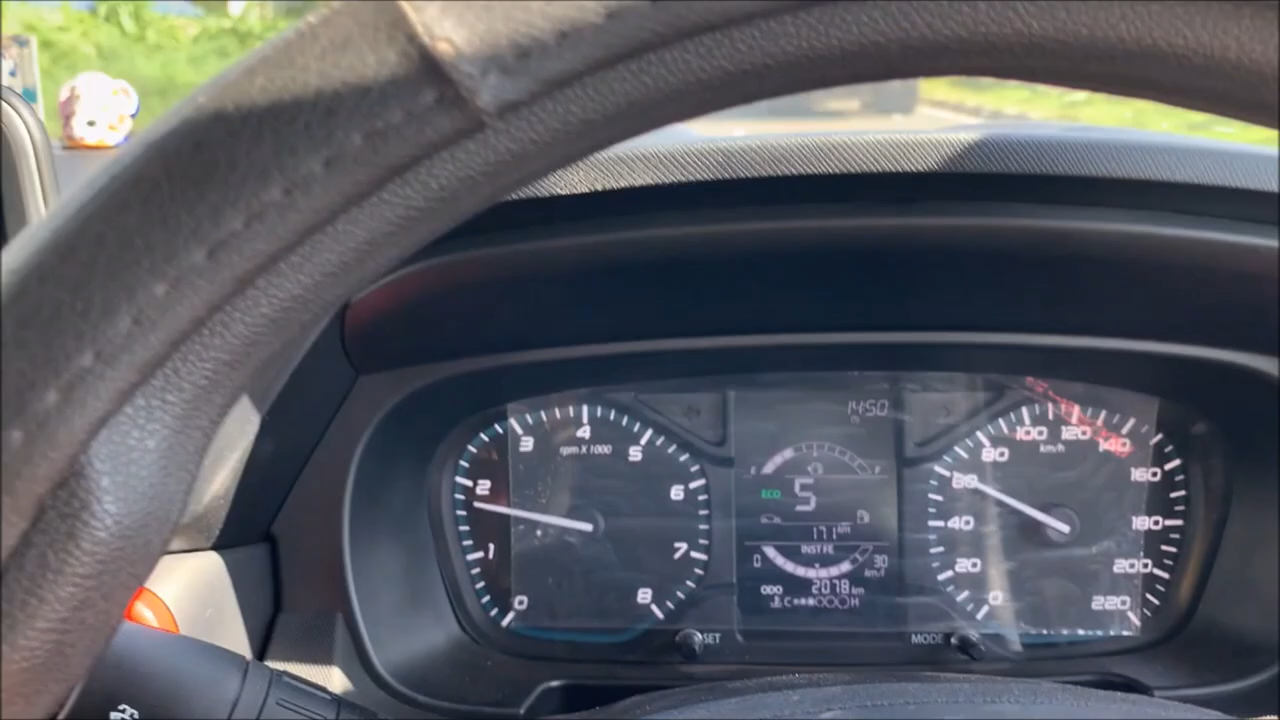 0 1 2 3 4 5 6 7 8
rpm X 1000
14:50
E F
ECO
5
171 km
INST FE
0 30
km/l
ODO 2078 km
C H
0 20 40 60 80 100 120 140 160 180 200 220
km/h
SET
MODE